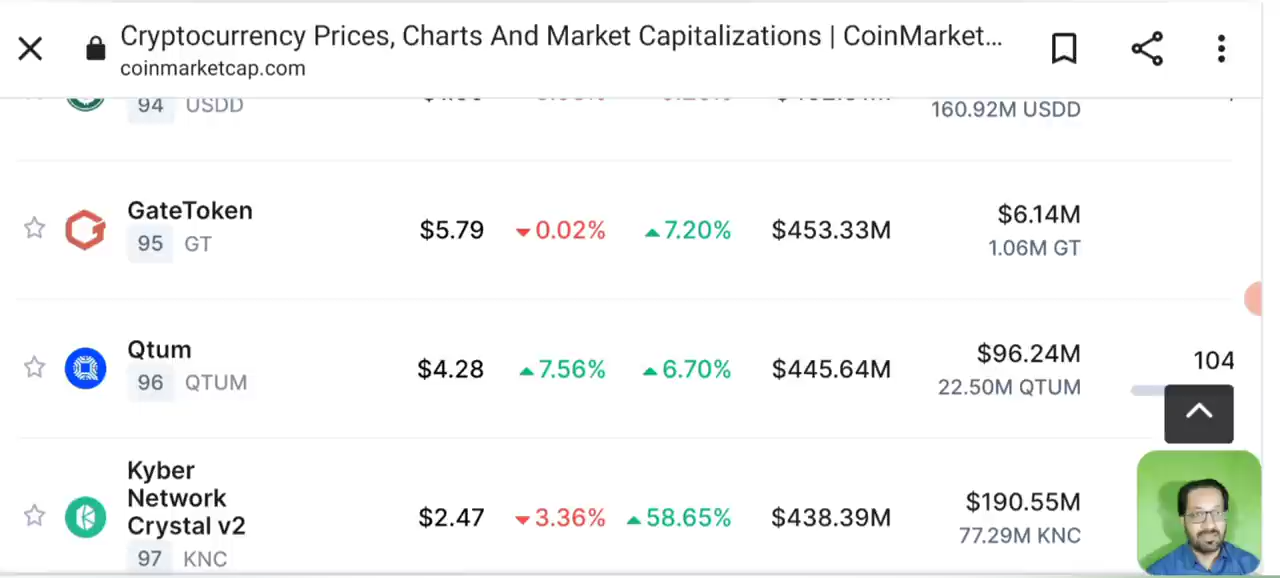 Cryptocurrency Prices, Charts And Market Capitalizations | CoinMarket...
coinmarketcap.com
94 USDD
160.92M USDD
GateToken
95 GT
$5.79 0.02% 7.20% $453.33M
$6.14M
1.06M GT
Qtum
96 QTUM
$4.28 7.56% 6.70% $445.64M
$96.24M
22.50M QTUM
104
Kyber
Network
Crystal v2
97 KNC
$2.47 3.36% 58.65% $438.39M
$190.55M
77.29M KNC